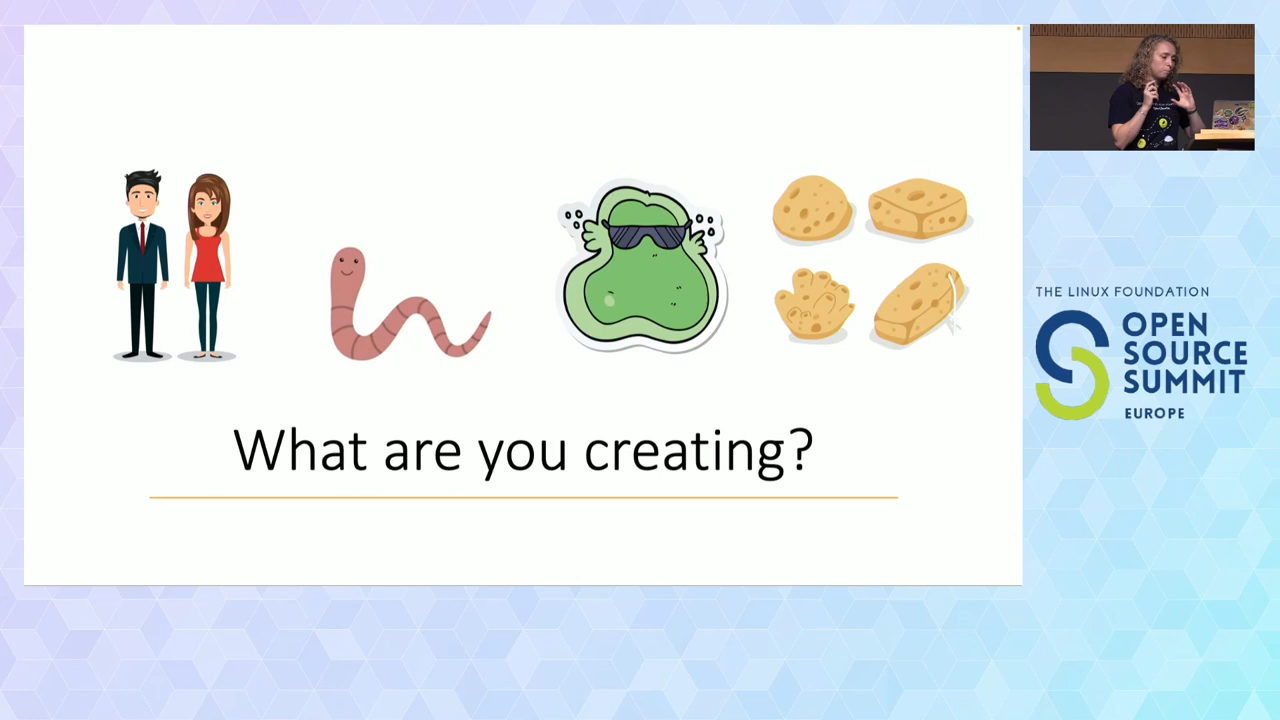 What are you creating?
THE LINUX FOUNDATION
OPEN
SOURCE
SUMMIT
EUROPE